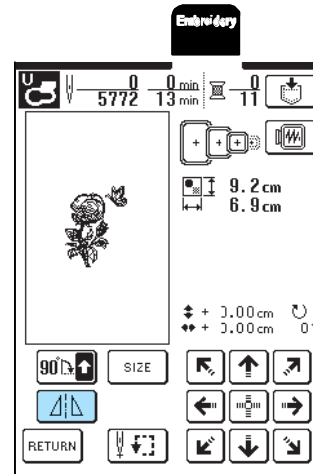 Embroidery
U
0 0 min 0
5772 13 min 11
9.2cm
6.9cm
+ 0.00cm
+ 0.00cm 0
90° SIZE
RETURN